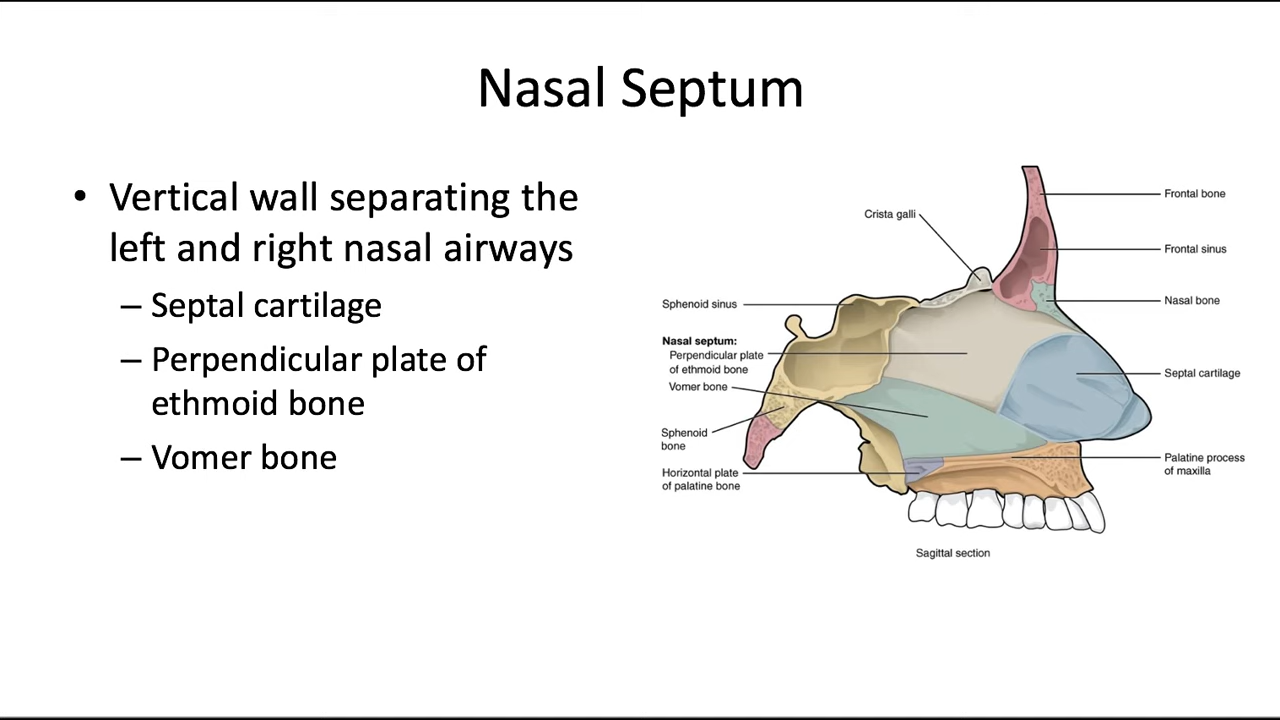 Nasal Septum
• Vertical wall separating the
left and right nasal airways
– Septal cartilage
– Perpendicular plate of
ethmoid bone
– Vomer bone
Crista galli
Sphenoid sinus
Nasal septum:
Perpendicular plate
of ethmoid bone
Vomer bone
Sphenoid
bone
Horizontal plate
of palatine bone
Frontal bone
Frontal sinus
Nasal bone
Septal cartilage
Palatine process
of maxilla
Sagittal section